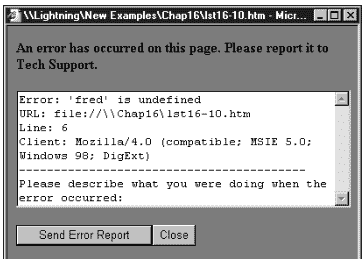 \\Lightning\New Examples\Chap16\lst16-10.htm - Micr...
An error has occurred on this page. Please report it to
Tech Support.
Error: 'fred' is undefined
URL: file://\\Chap16\lst16-10.htm
Line: 6
Client: Mozilla/4.0 (compatible; MSIE 5.0;
Windows 98; DigExt)
---------------------------------------
Please describe what you were doing when the
error occurred:
Send Error Report Close